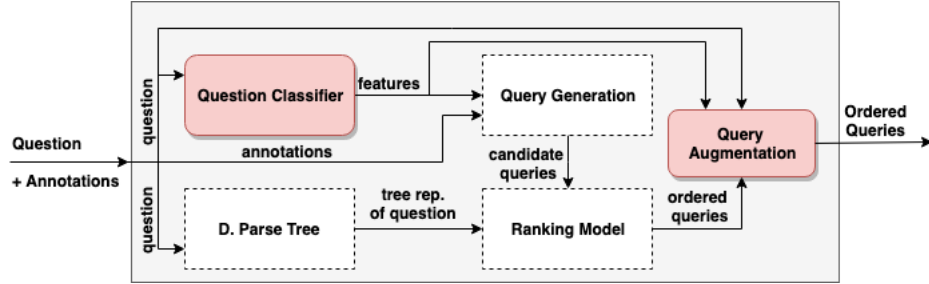 question
Question Classifier
features
Query Generation
Question
+ Annotations
annotations
candidate
queries
Query
Augmentation
Ordered
Queries
question
D. Parse Tree
tree rep.
of question
Ranking Model
ordered
queries